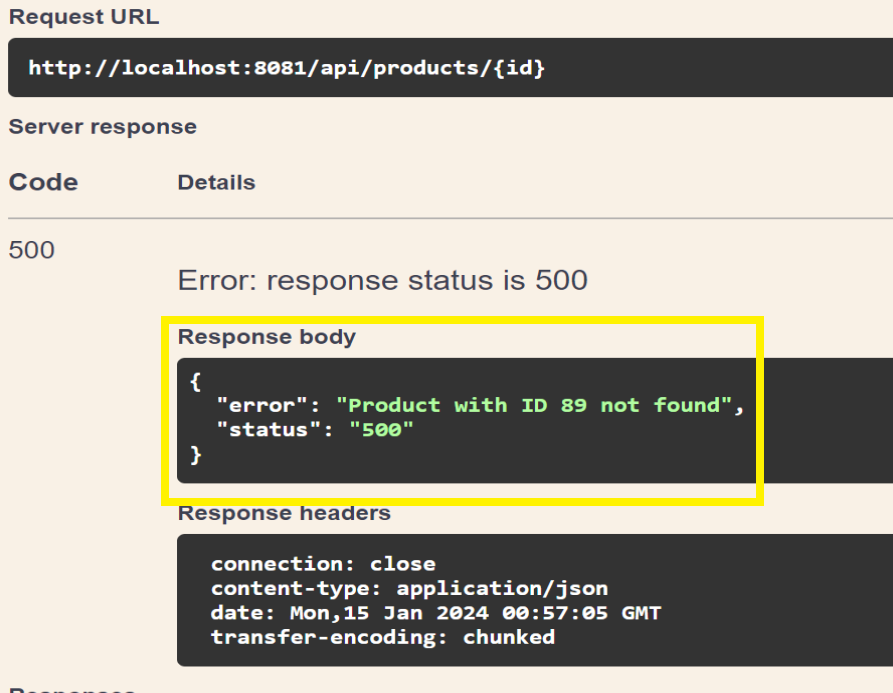 Request URL
http://localhost:8081/api/products/{id}
Server response
Code Details
500
Error: response status is 500
Response body
{
"error": "Product with ID 89 not found",
"status": "500"
}
Response headers
connection: close
content-type: application/json
date: Mon,15 Jan 2024 00:57:05 GMT
transfer-encoding: chunked
Responses